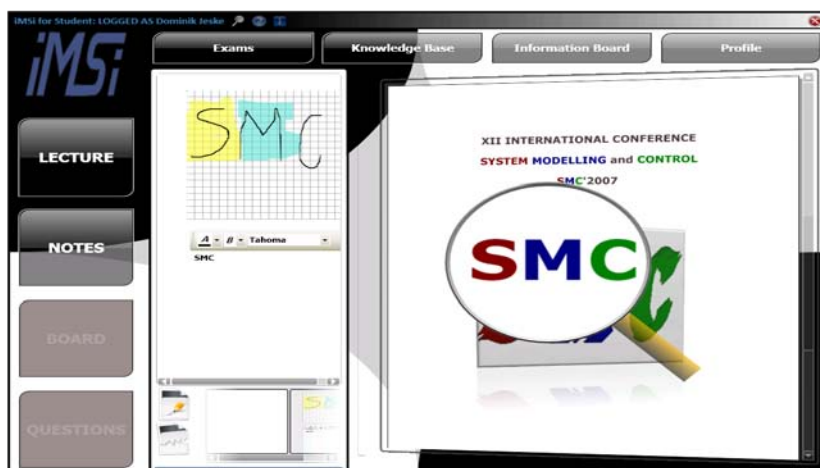 iMSi for Student: LOGGED AS Dominik Jeske
iMSi
Exams
Knowledge Base
Information Board
Profile
LECTURE
NOTES
BOARD
QUESTIONS
SMC
A B Tahoma
SMC
XII INTERNATIONAL CONFERENCE
SYSTEM MODELLING and CONTROL
SMC'2007
SMC